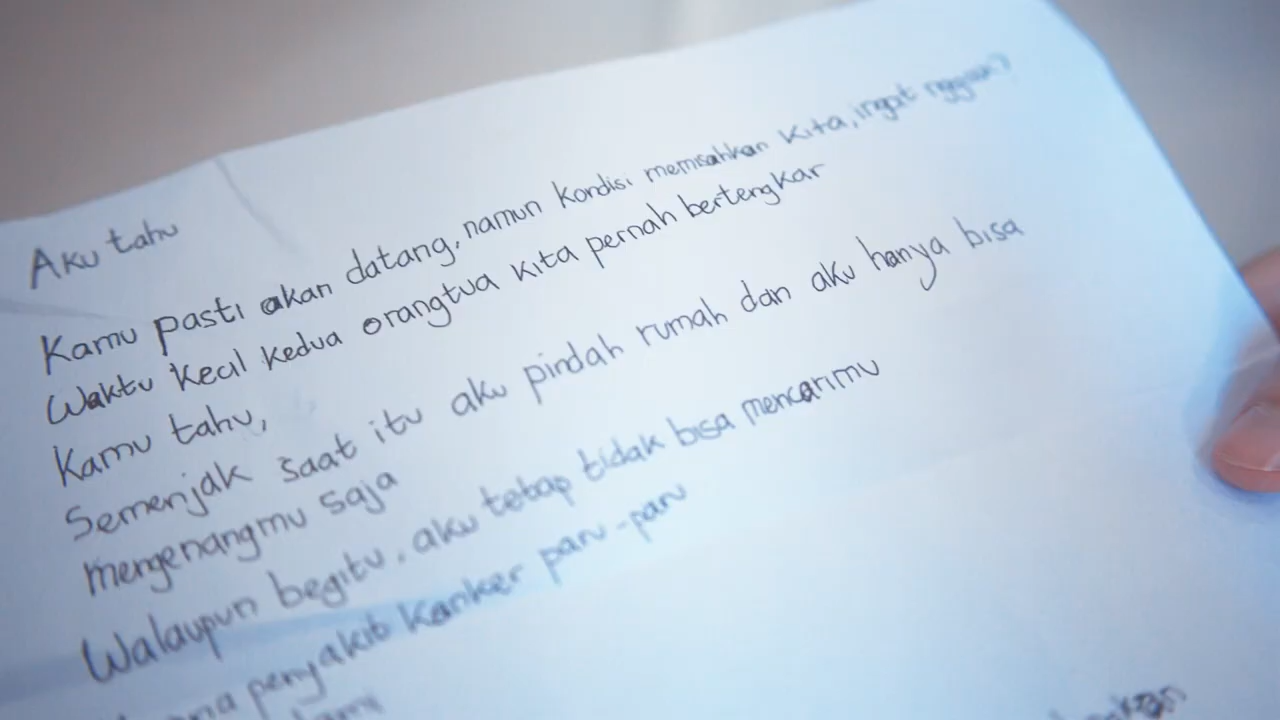 Aku tahu
Kamu pasti akan datang, namun kondisi memisahkan kita, ingat nggak?
Waktu kecil kedua orangtua kita pernah bertengkar
Kamu tahu,
Semenjak saat itu aku pindah rumah dan aku hanya bisa
mengenangmu saja
Walaupun begitu, aku tetap tidak bisa mencarimu
penyakit kanker paru-paru